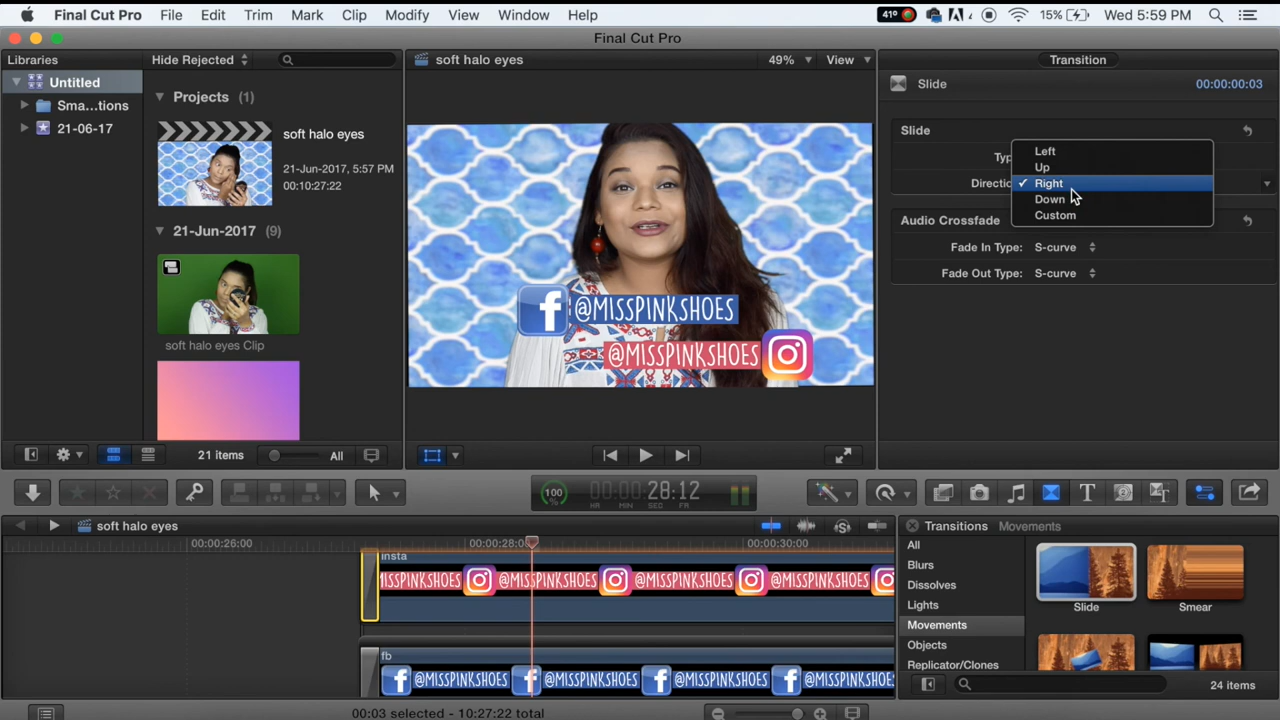 Final Cut Pro File Edit Trim Mark Clip Modify View Window Help 41° 15% Wed 5:59 PM
Final Cut Pro
Libraries Hide Rejected soft halo eyes 49% View Transition
Untitled
Sma...tions
21-06-17
Projects (1)
soft halo eyes
21-Jun-2017, 5:57 PM
00:10:27:22
21-Jun-2017 (9)
soft halo eyes Clip
21 items All
@MISSPINKSHOES
@MISSPINKSHOES
Slide 00:00:00:03
Slide
Left
Up
Right
Down
Custom
Audio Crossfade
Fade In Type: S-curve
Fade Out Type: S-curve
100 % 00:00:28:12
HR MIN SEC FR
soft halo eyes
00:00:26:00 00:00:30:00
insta
@MISSPINKSHOES @MISSPINKSHOES @MISSPINKSHOES
fb
@MISSPINKSHOES @MISSPINKSHOES @MISSPINKSHOES
00:03 selected - 10:27:22 total
Transitions Movements
All
Blurs
Dissolves
Lights
Movements
Objects
Replicator/Clones
Slide Smear
24 items